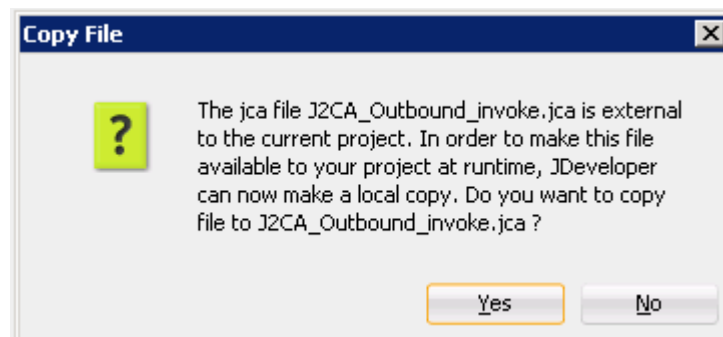 Copy File
?
The jca file J2CA_Outbound_invoke.jca is external
to the current project. In order to make this file
available to your project at runtime, JDeveloper
can now make a local copy. Do you want to copy
file to J2CA_Outbound_invoke.jca ?
Yes No